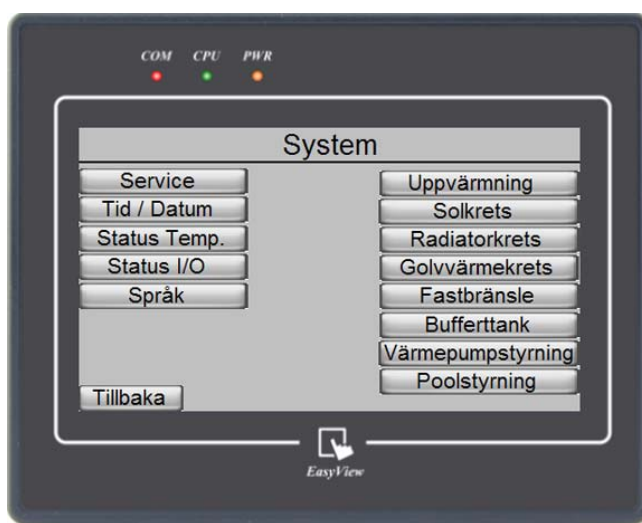 COM CPU PWR
System
Service
Tid / Datum
Status Temp.
Status I/O
Språk
Tillbaka
Uppvärmning
Solkrets
Radiatorkrets
Golvvärmekrets
Fastbränsle
Bufferttank
Värmepumpstyrning
Poolstyrning
EasyView